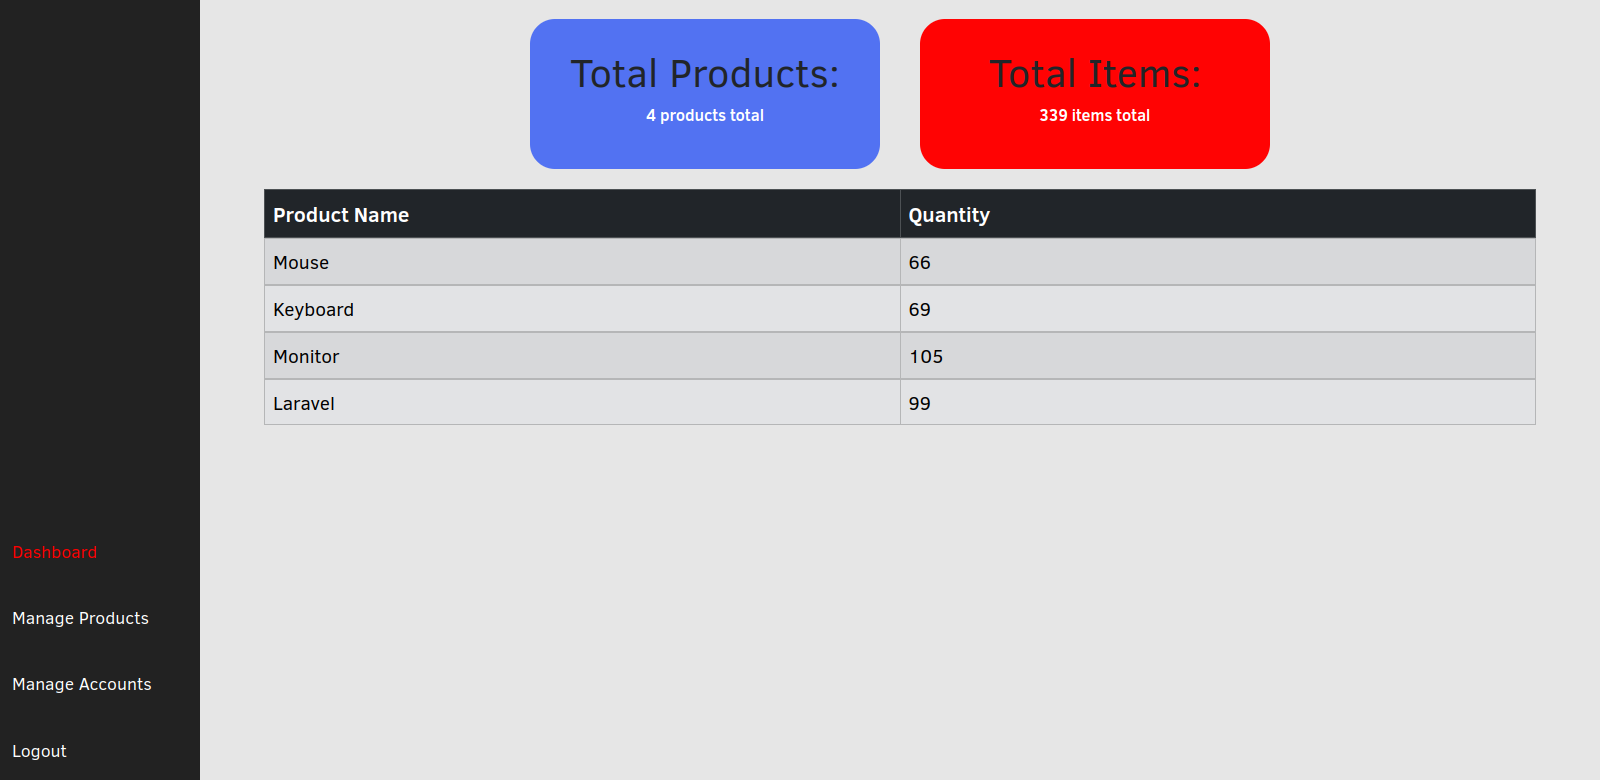 Total Products:
4 products total
Total Items:
339 items total
Product Name Quantity
Mouse 66
Keyboard 69
Monitor 105
Laravel 99
Dashboard
Manage Products
Manage Accounts
Logout